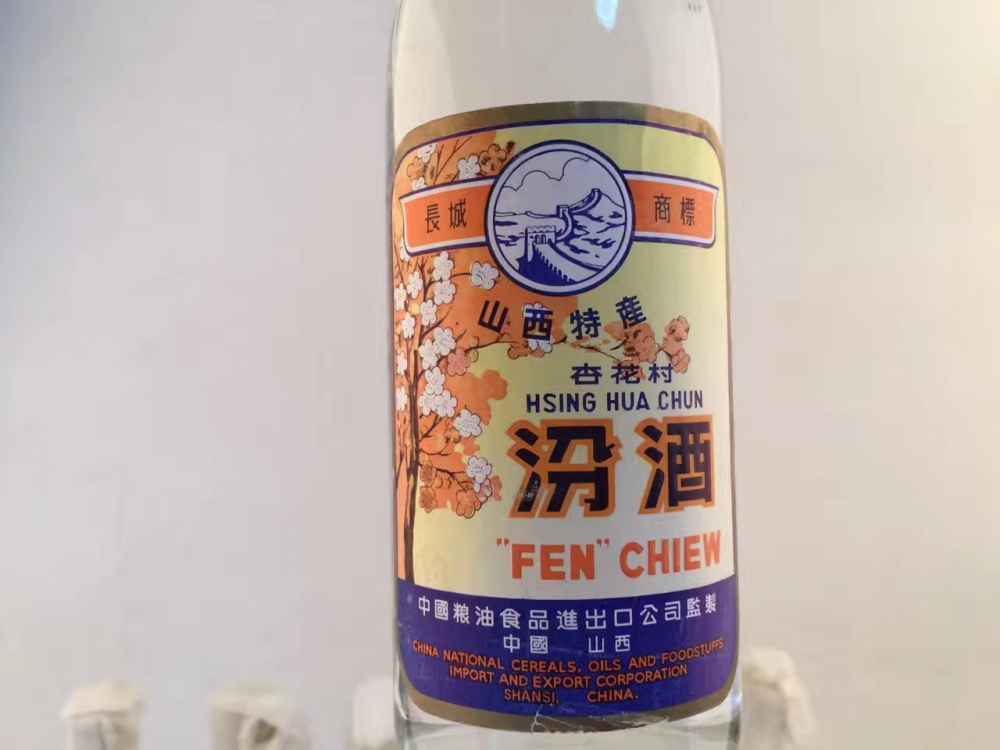 長城 商標
山西特產
杏花村
HSING HUA CHUN
汾酒
"FEN" CHIEW
中國粮油食品進出口公司監製
中國 山西
CHINA NATIONAL CEREALS, OILS AND FOODSTUFFS
IMPORT AND EXPORT CORPORATION
SHANSI, CHINA.